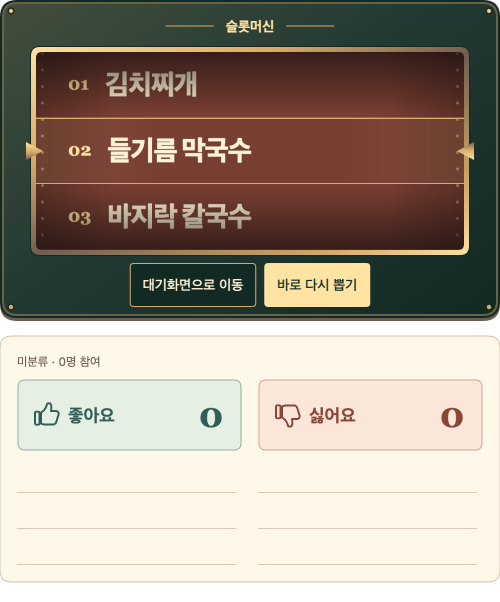 슬롯머신
01 김치찌개
02 들기름 막국수
03 바지락 칼국수
대기화면으로 이동 바로 다시 뽑기
미분류 · 0명 참여
좋아요 0 싫어요 0